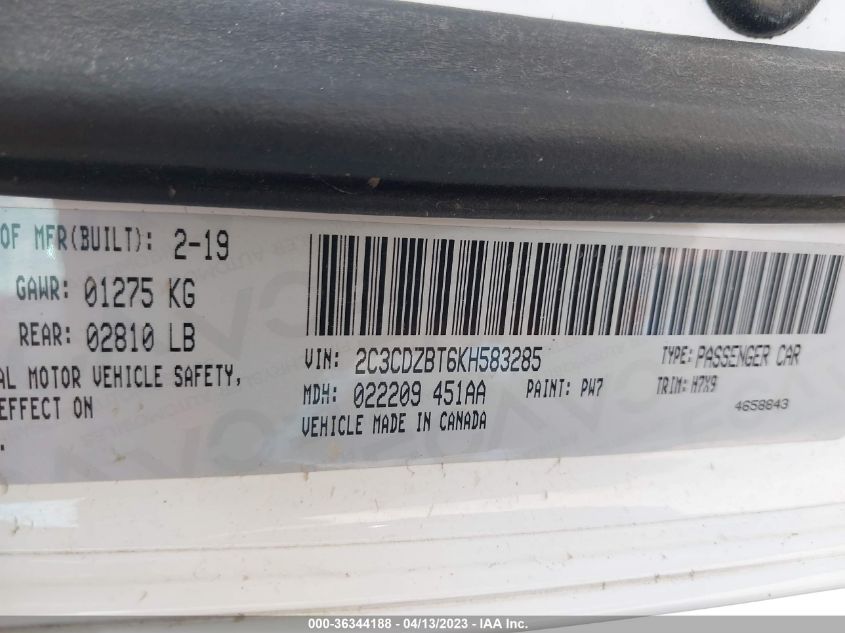 OF MFR(BUILT): 2-19
GAWR: 01275 KG
REAR: 02810 LB
AL MOTOR VEHICLE SAFETY,
EFFECT ON
VIN: 2C3CDZBT6KH583285
TYPE: PASSENGER CAR
MDH: 022209 451AA
PAINT: PW7
TRIM: H7X9
VEHICLE MADE IN CANADA
4658843
000-36344188 - 04/13/2023 - IAA Inc.